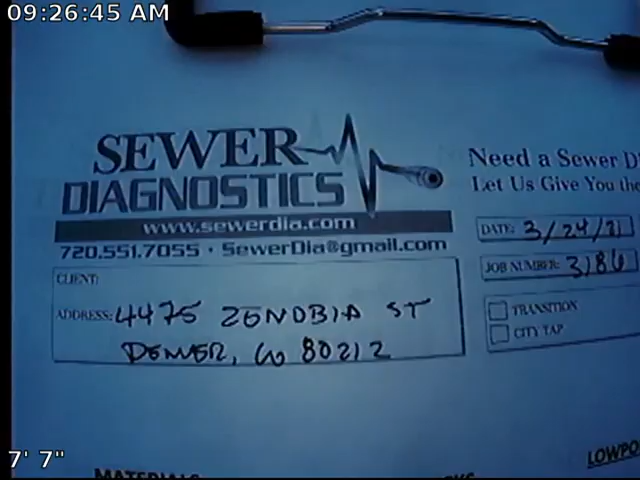 09:26:45 AM
SEWER
DIAGNOSTICS
www.sewerdia.com
720.551.7055 • SewerDia@gmail.com
Need a Sewer D
Let Us Give You the
DATE: 3/24/21
JOB NUMBER: 3186
CLIENT:
ADDRESS: 4475 ZENOBIA ST
DENVER, CO 80212
TRANSITION
CITY TAP
7' 7"
MATERIALS
LOWPO